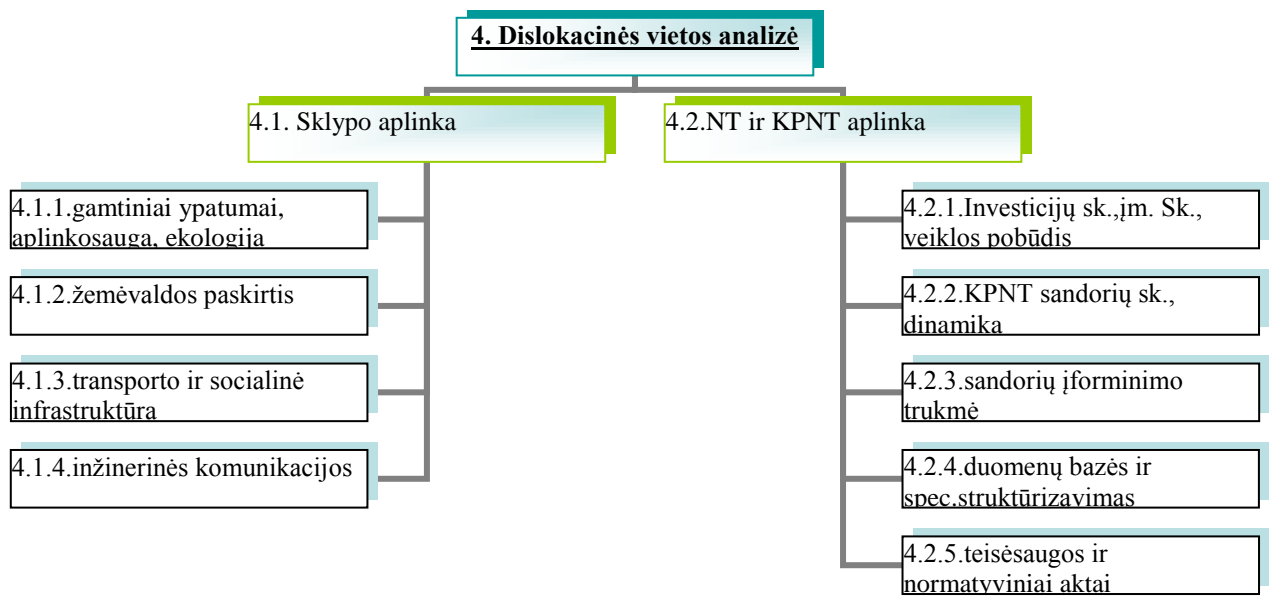 4. Dislokacinės vietos analizė
4.1. Sklypo aplinka
4.1.1.gamtiniai ypatumai,
aplinkosauga, ekologija
4.1.2.žemėvaldos paskirtis
4.1.3.transporto ir socialinė
infrastruktūra
4.1.4.inžinerinės komunikacijos
4.2.NT ir KPNT aplinka
4.2.1.Investicijų sk.,įm. Sk.,
veiklos pobūdis
4.2.2.KPNT sandorių sk.,
dinamika
4.2.3.sandorių įforminimo
trukmė
4.2.4.duomenų bazės ir
spec.struktūrizavimas
4.2.5.teisėsaugos ir
normatyviniai aktai